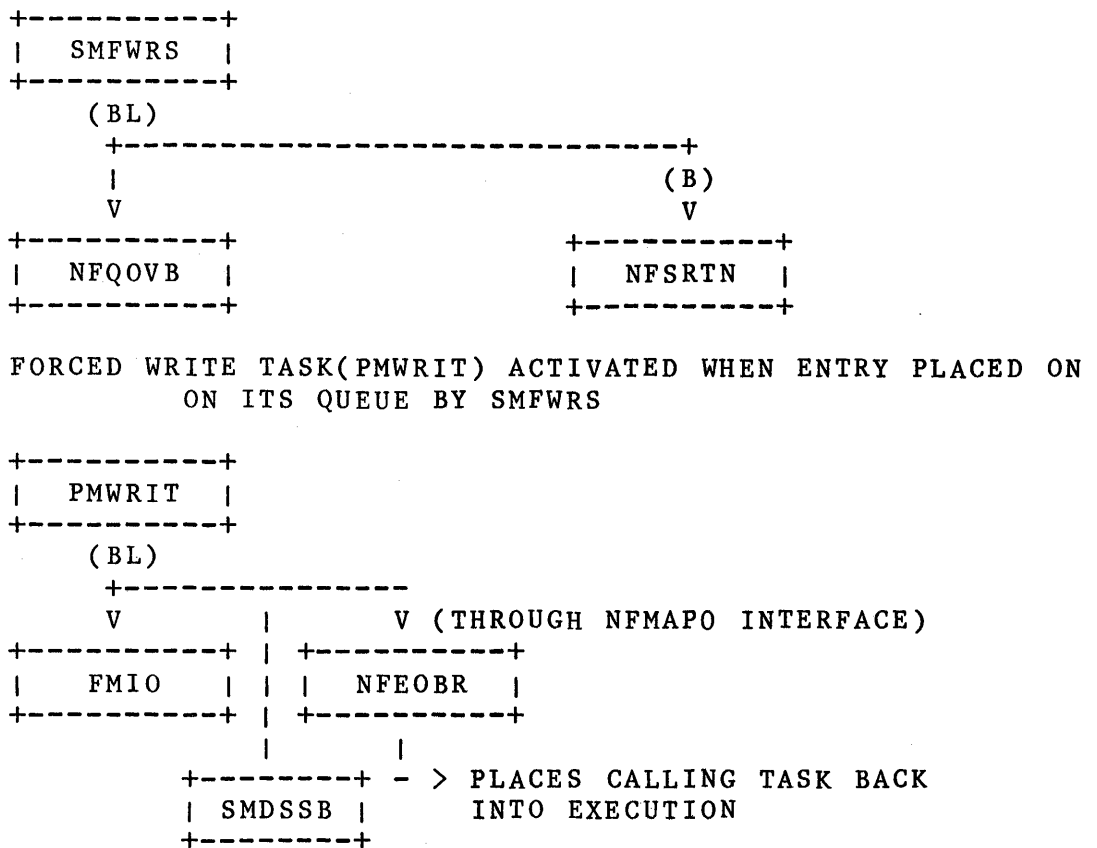 SMFWRS
(BL)
(B)
V V
NFQOVB NFSRTN
FORCED WRITE TASK(PMWRIT) ACTIVATED WHEN ENTRY PLACED ON
ON ITS QUEUE BY SMFWRS
PMWRIT
(BL)
V V (THROUGH NFMAPO INTERFACE)
FMIO NFEOBR
- > PLACES CALLING TASK BACK
SMDSSB INTO EXECUTION